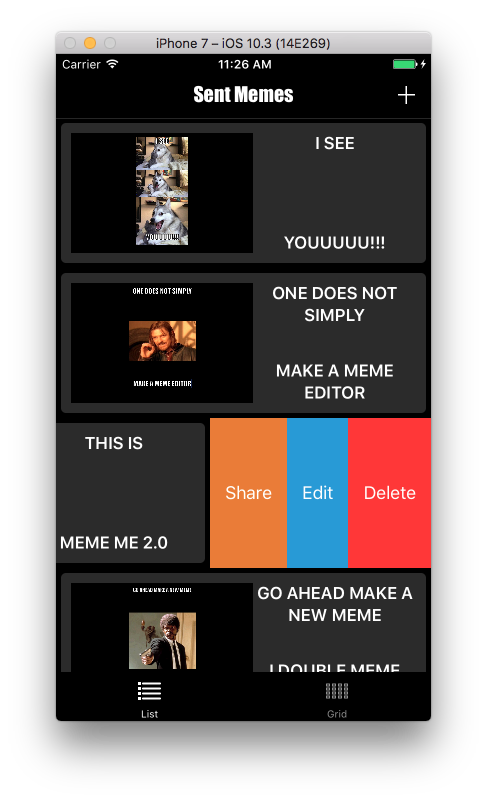 iPhone 7 – iOS 10.3 (14E269)
Carrier
11:26 AM
Sent Memes
I SEE
YOUUUUU!!!
I SEE
YOUUUUU!!!
ONE DOES NOT SIMPLY
MAKE A MEME EDITOR
ONE DOES NOT
SIMPLY
MAKE A MEME
EDITOR
THIS IS
MEME ME 2.0
Share
Edit
Delete
GO AHEAD MAKE A NEW MEME
GO AHEAD MAKE A
NEW MEME
I DOUBLE MEME
List
Grid